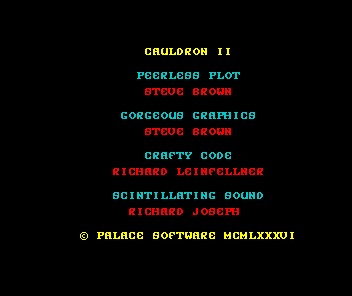 CAULDRON II
PEERLESS PLOT
STEVE BROWN
GORGEOUS GRAPHICS
STEVE BROWN
CRAFTY CODE
RICHARD LEINFELLNER
SCINTILLATING SOUND
RICHARD JOSEPH
© PALACE SOFTWARE MCMLXXXVI